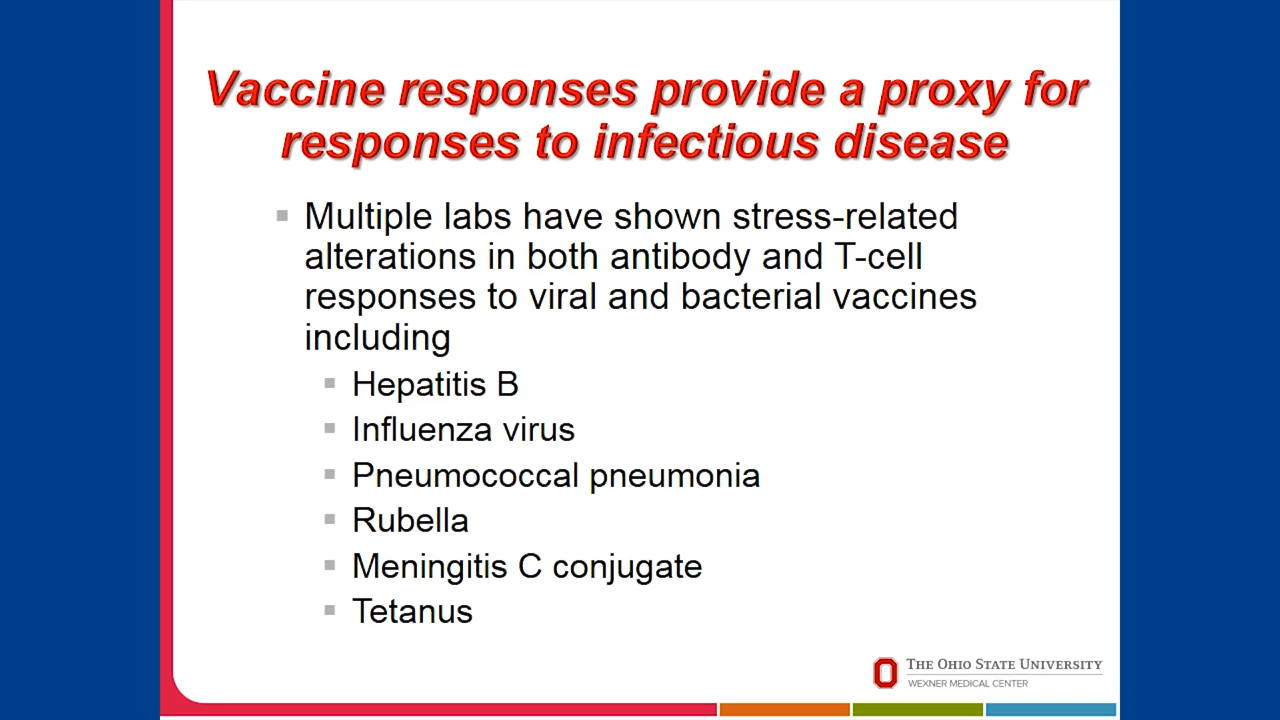 Vaccine responses provide a proxy for
responses to infectious disease
Multiple labs have shown stress-related
alterations in both antibody and T-cell
responses to viral and bacterial vaccines
including
Hepatitis B
Influenza virus
Pneumococcal pneumonia
Rubella
Meningitis C conjugate
Tetanus
THE OHIO STATE UNIVERSITY
WEXNER MEDICAL CENTER